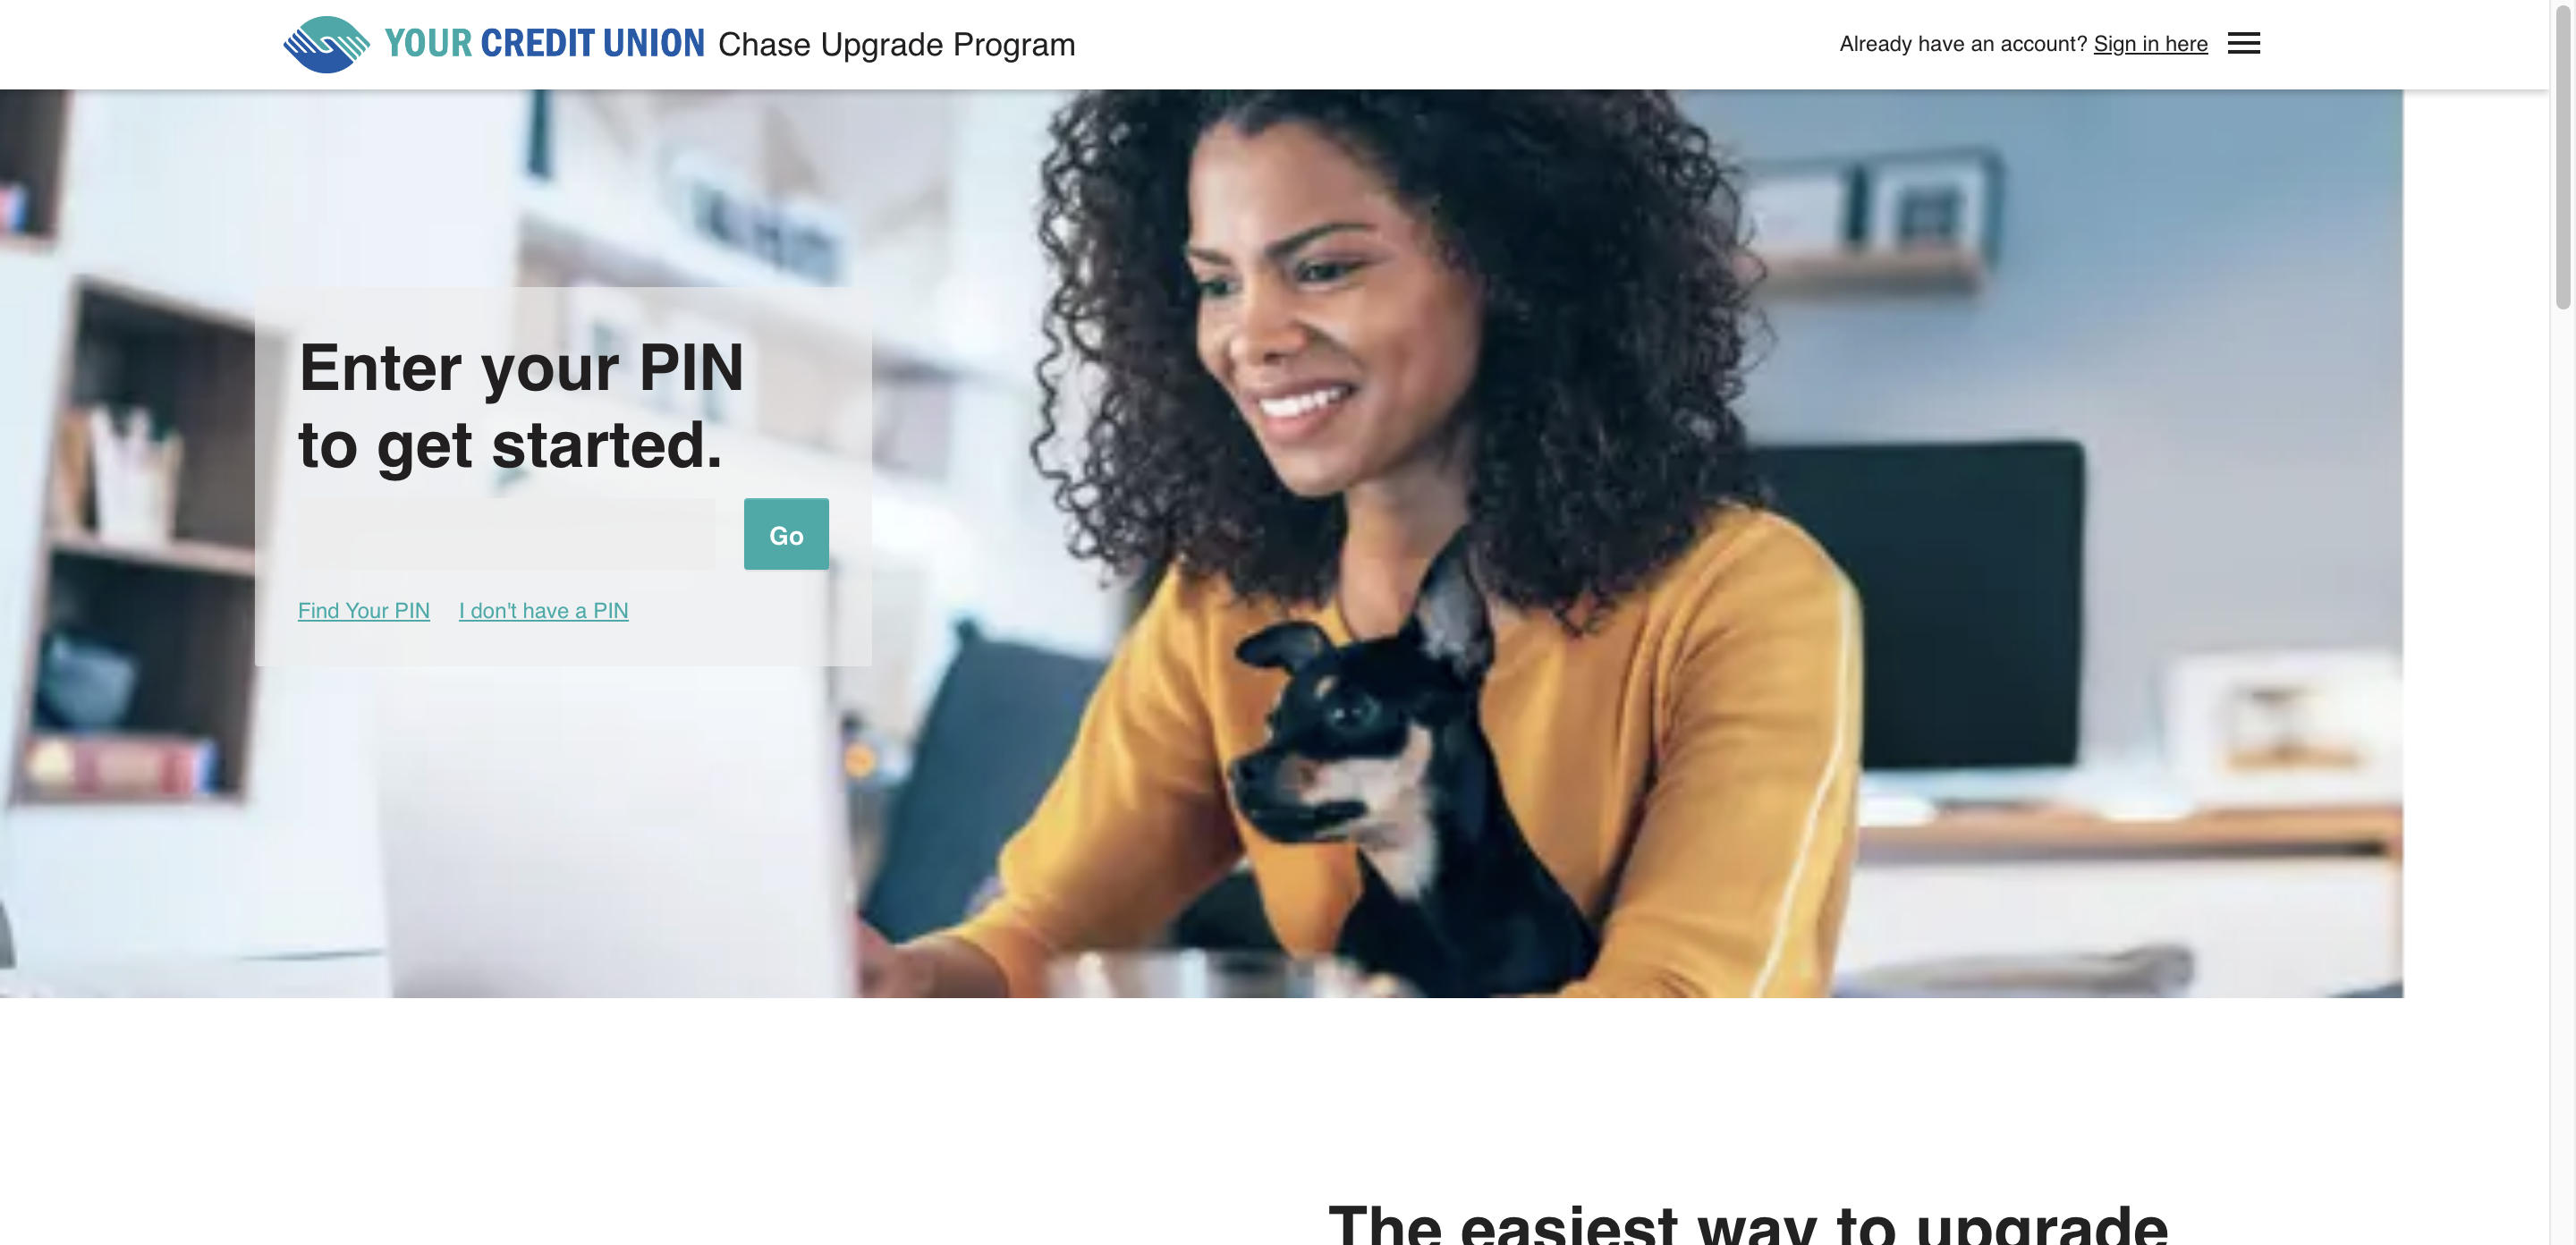 YOUR CREDIT UNION Chase Upgrade Program
Already have an account? Sign in here
Enter your PIN
to get started.
Go
Find Your PIN I don't have a PIN
The easiest way to upgrade